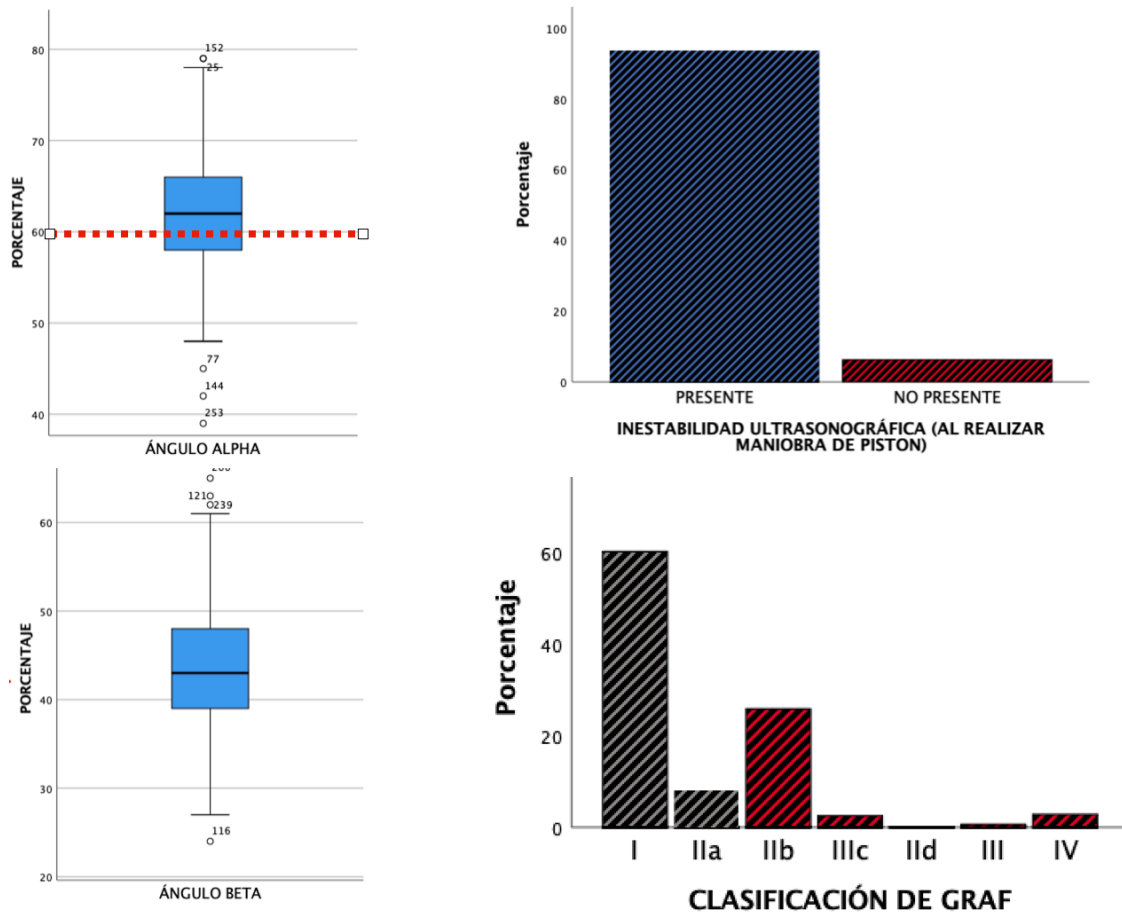 80
70
60
50
40
PORCENTAJE
152
25
77
144
253
ÁNGULO ALPHA
100
80
60
40
20
0
Porcentaje
PRESENTE
NO PRESENTE
INESTABILIDAD ULTRASONOGRÁFICA (AL REALIZAR
MANIOBRA DE PISTON)
60
50
40
30
20
PORCENTAJE
121
239
116
ÁNGULO BETA
60
40
20
0
Porcentaje
I IIa IIb IIIc IId III IV
CLASIFICACIÓN DE GRAF